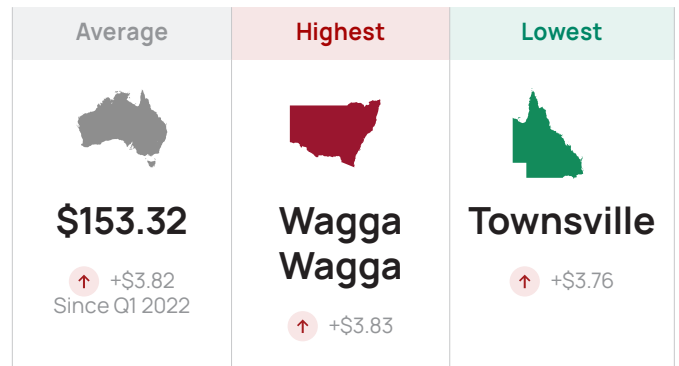 Average
Highest
Lowest
$153.32
↑ +$3.82
Since Q1 2022
Wagga
Wagga
↑ +$3.83
Townsville
↑ +$3.76